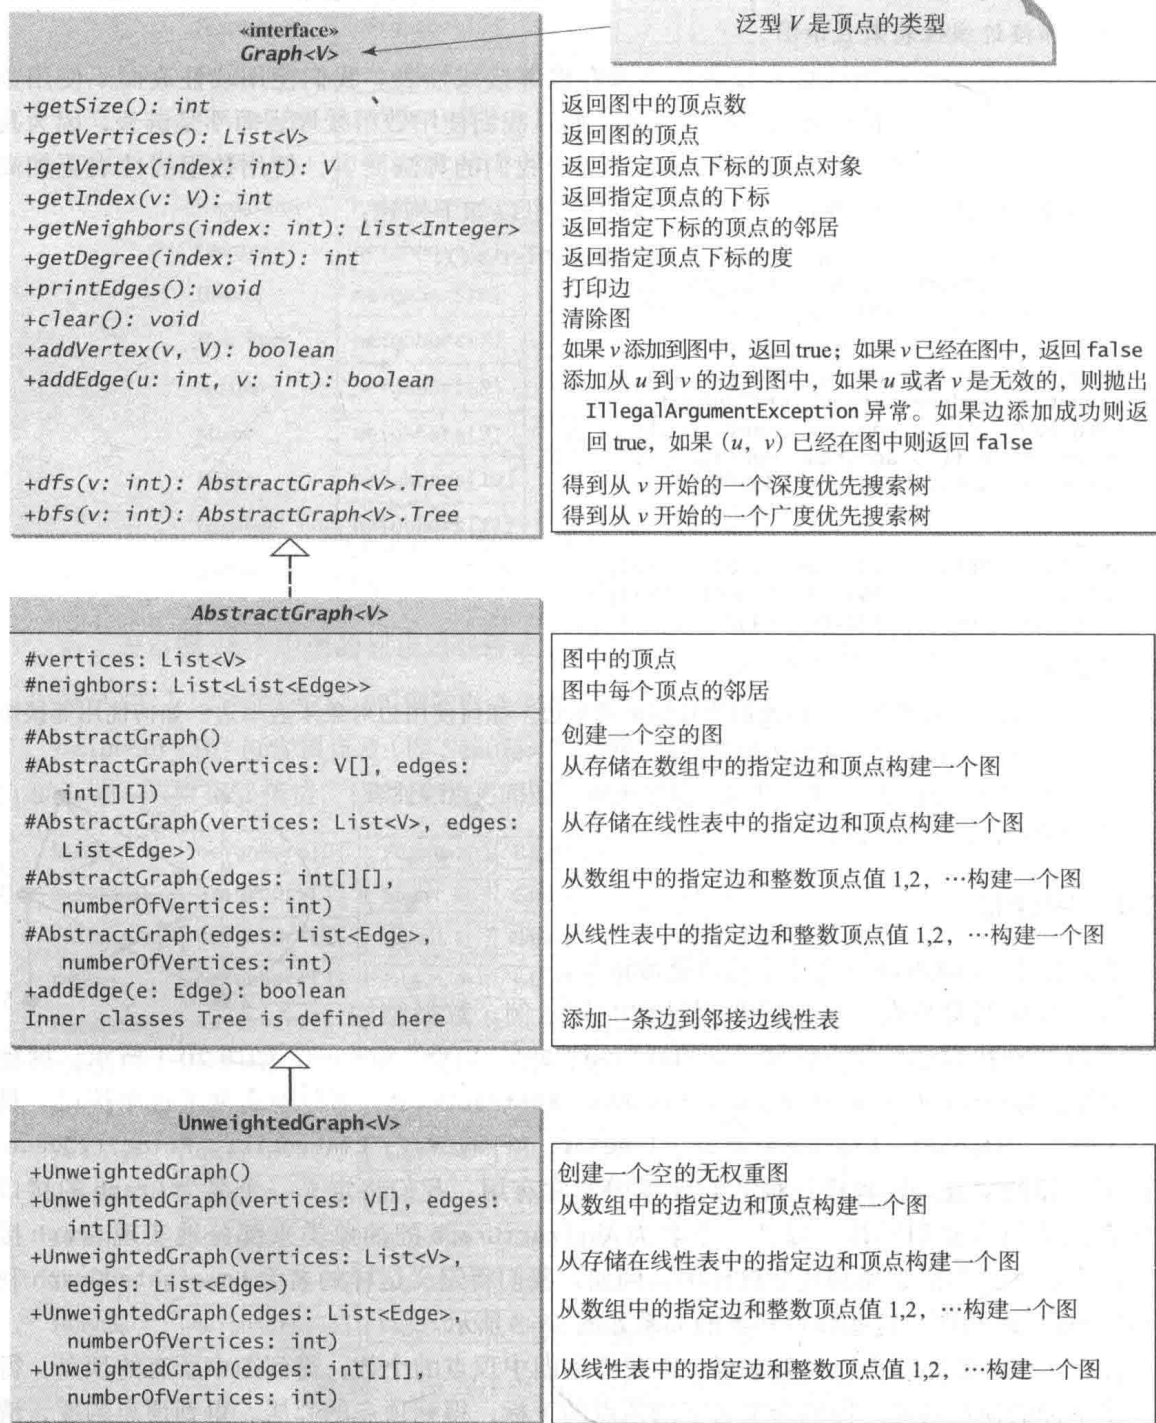 泛型 V 是顶点的类型
«interface»
Graph<V>
+getSize(): int
返回图中的顶点数
+getVertices(): List<V>
返回图的顶点
+getVertex(index: int): V
返回指定顶点下标的顶点对象
+getIndex(v: V): int
返回指定顶点的下标
+getNeighbors(index: int): List<Integer>
返回指定下标的顶点的邻居
+getDegree(index: int): int
返回指定顶点下标的度
+printEdges(): void
打印边
+clear(): void
清除图
+addVertex(v, V): boolean
如果 v 添加到图中，返回 true；如果 v 已经在图中，返回 false
+addEdge(u: int, v: int): boolean
添加从 u 到 v 的边到图中，如果 u 或者 v 是无效的，则抛出
IllegalArgumentException 异常。如果边添加成功则返
回 true，如果（u，v）已经在图中则返回 false
+dfs(v: int): AbstractGraph<V>.Tree
得到从 v 开始的一个深度优先搜索树
+bfs(v: int): AbstractGraph<V>.Tree
得到从 v 开始的一个广度优先搜索树
AbstractGraph<V>
#vertices: List<V>
图中的顶点
#neighbors: List<List<Edge>>
图中每个顶点的邻居
#AbstractGraph()
创建一个空的图
#AbstractGraph(vertices: V[], edges:
int[][])
从存储在数组中的指定边和顶点构建一个图
#AbstractGraph(vertices: List<V>, edges:
List<Edge>)
从存储在线性表中的指定边和顶点构建一个图
#AbstractGraph(edges: int[][],
numberOfVertices: int)
从数组中的指定边和整数顶点值 1,2，…构建一个图
#AbstractGraph(edges: List<Edge>,
numberOfVertices: int)
从线性表中的指定边和整数顶点值 1,2，…构建一个图
+addEdge(e: Edge): boolean
Inner classes Tree is defined here
添加一条边到邻接边线性表
UnweightedGraph<V>
+UnweightedGraph()
创建一个空的无权重图
+UnweightedGraph(vertices: V[], edges:
int[][])
从数组中的指定边和顶点构建一个图
+UnweightedGraph(vertices: List<V>,
edges: List<Edge>)
从存储在线性表中的指定边和顶点构建一个图
+UnweightedGraph(edges: List<Edge>,
numberOfVertices: int)
从数组中的指定边和整数顶点值 1,2，…构建一个图
+UnweightedGraph(edges: int[][],
numberOfVertices: int)
从线性表中的指定边和整数顶点值 1,2，…构建一个图